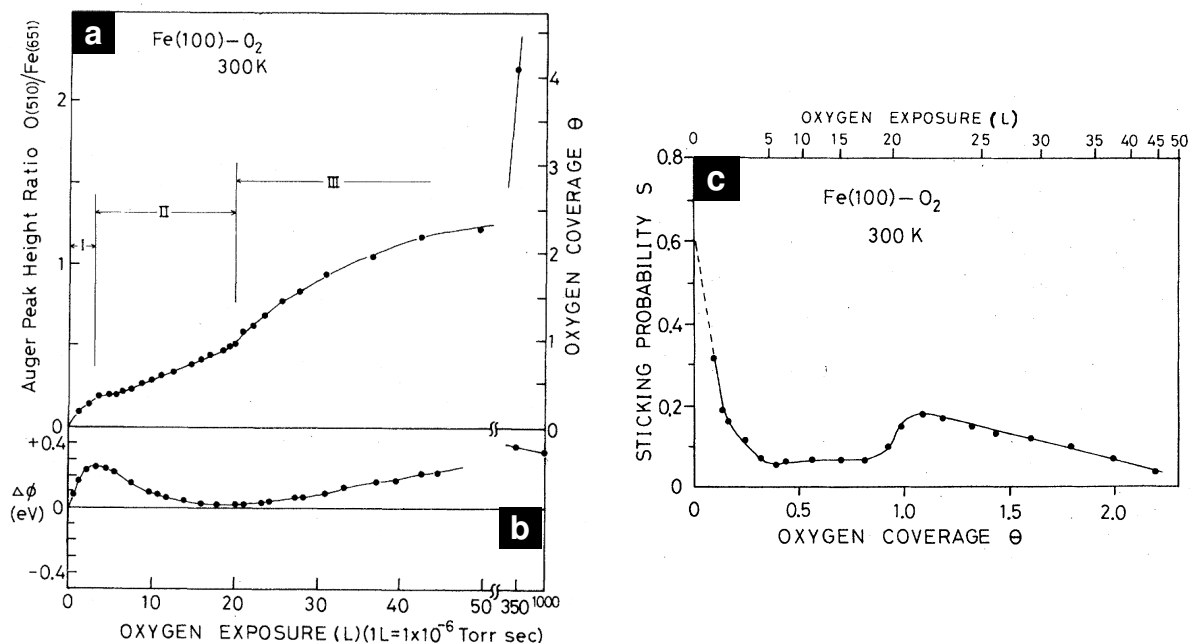 a
Fe(100)-O2
300K
Auger Peak Height Ratio O(510)/Fe(651)
2
1
0
I
II
III
4
3
2
1
0
OXYGEN COVERAGE θ
+0.4
Δϕ
(eV)
0
-0.4
b
0 10 20 30 40 50 350 1000
OXYGEN EXPOSURE (L) (1L=1x10-6 Torr sec)
OXYGEN EXPOSURE (L)
0 5 6 10 15 20 25 30 40 45 50
0.8
0.6
0.4
0.2
0
STICKING PROBABILITY S
c
Fe(100)-O2
300 K
0 0.5 1.0 1.5 2.0
OXYGEN COVERAGE θ